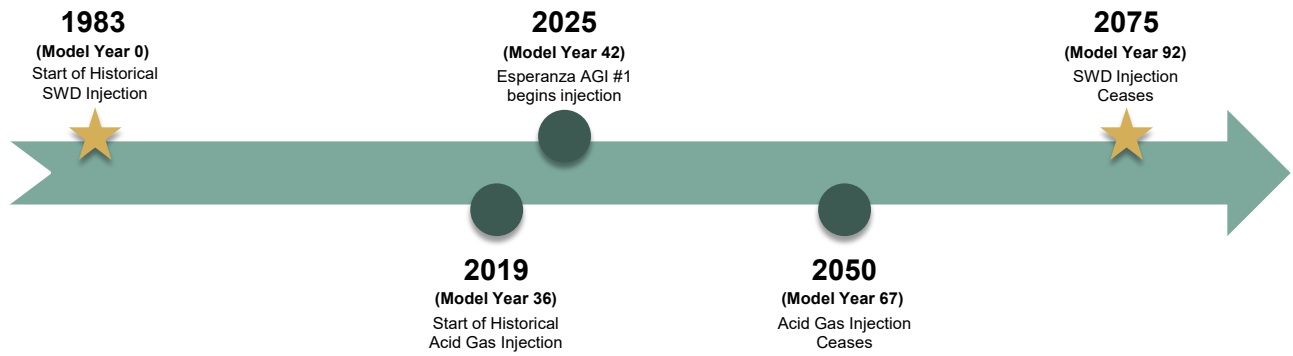 1983
(Model Year 0)
Start of Historical
SWD Injection
2025
(Model Year 42)
Esperanza AGI #1
begins injection
2075
(Model Year 92)
SWD Injection
Ceases
2019
(Model Year 36)
Start of Historical
Acid Gas Injection
2050
(Model Year 67)
Acid Gas Injection
Ceases